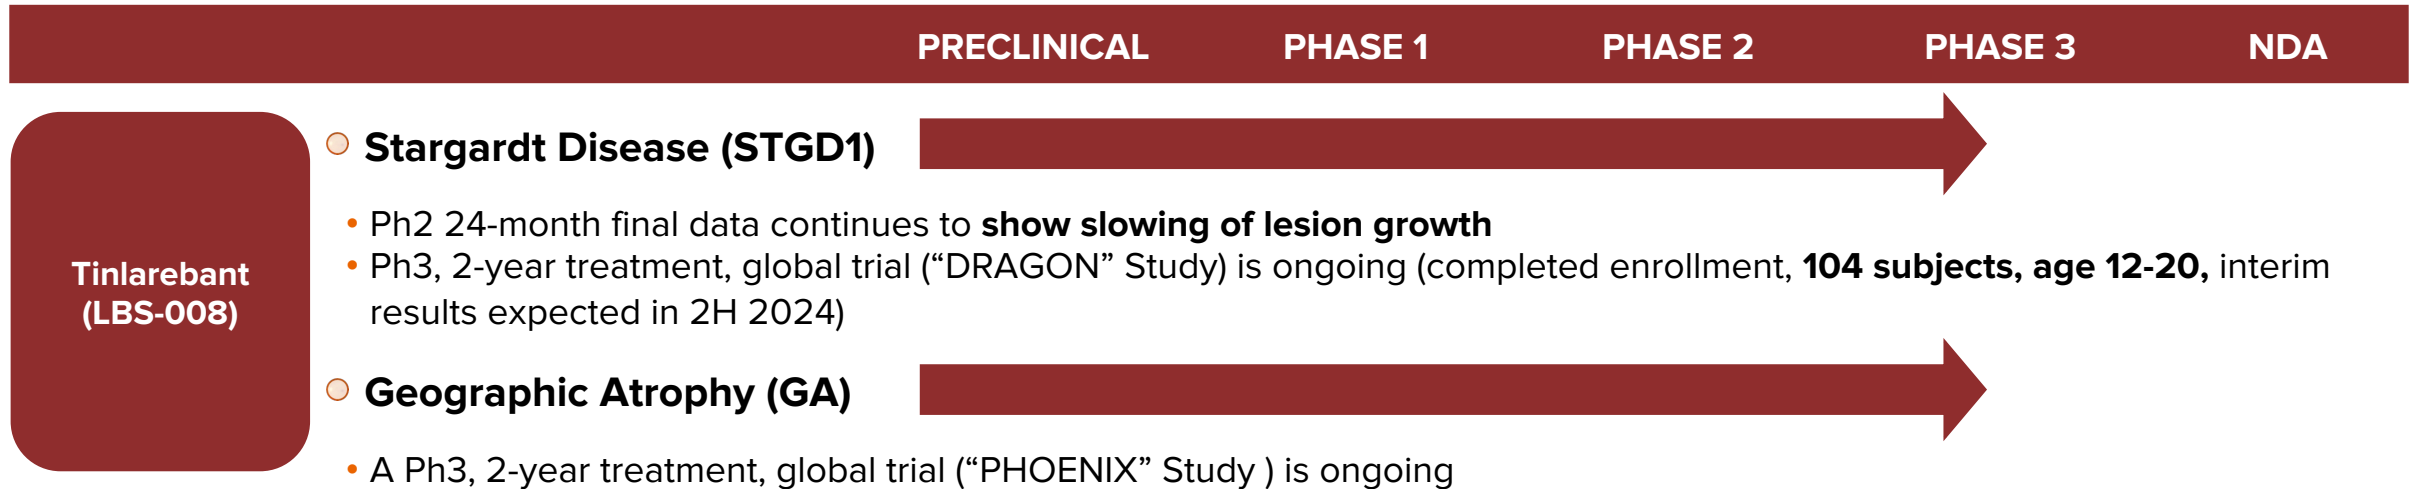 PRECLINICAL PHASE 1 PHASE 2 PHASE 3 NDA
Tinlarebant
(LBS-008)
Stargardt Disease (STGD1)
• Ph2 24-month final data continues to show slowing of lesion growth
• Ph3, 2-year treatment, global trial (“DRAGON” Study) is ongoing (completed enrollment, 104 subjects, age 12-20, interim
results expected in 2H 2024)
Geographic Atrophy (GA)
• A Ph3, 2-year treatment, global trial (“PHOENIX” Study ) is ongoing